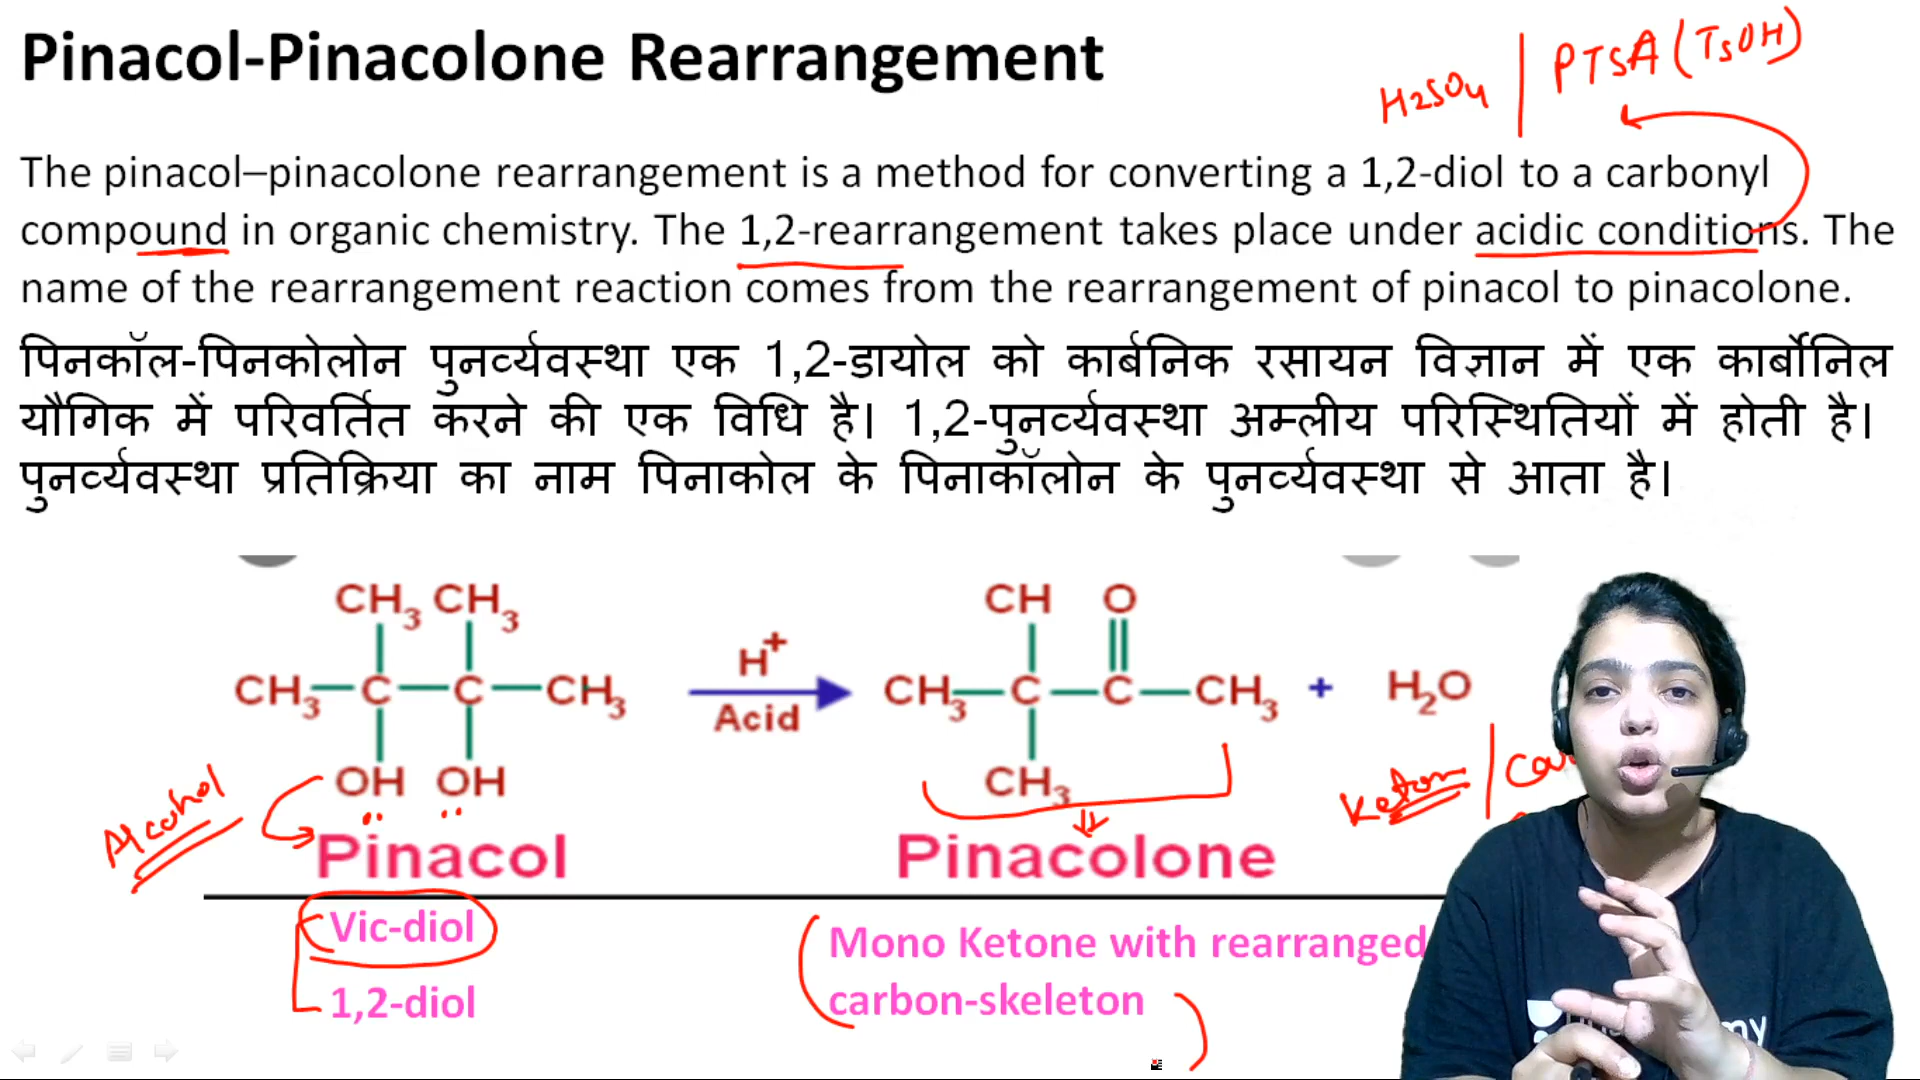 Pinacol-Pinacolone Rearrangement
H2SO4 | PTSA (TsOH)
The pinacol–pinacolone rearrangement is a method for converting a 1,2-diol to a carbonyl
compound in organic chemistry. The 1,2-rearrangement takes place under acidic conditions. The
name of the rearrangement reaction comes from the rearrangement of pinacol to pinacolone.
पिनकॉल-पिनकोलोन पुनर्व्यवस्था एक 1,2-डायोल को कार्बनिक रसायन विज्ञान में एक कार्बोनिल
यौगिक में परिवर्तित करने की एक विधि है। 1,2-पुनर्व्यवस्था अम्लीय परिस्थितियों में होती है।
पुनर्व्यवस्था प्रतिक्रिया का नाम पिनाकोल के पिनाकॉलोन के पुनर्व्यवस्था से आता है।
CH3 CH3 CH O
H+
CH3—C—C—CH3 CH3—C—C—CH3 + H2O
Acid
OH OH CH3
Alcohol
Pinacol Pinacolone
Vic-diol
1,2-diol
Mono Ketone with rearranged
carbon-skeleton